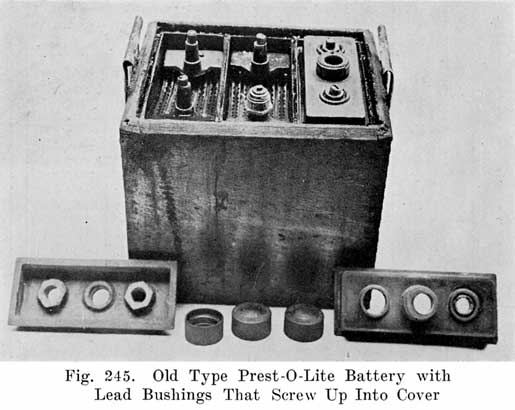 Fig. 245. Old Type Prest-O-Lite Battery with
Lead Bushings That Screw Up Into Cover